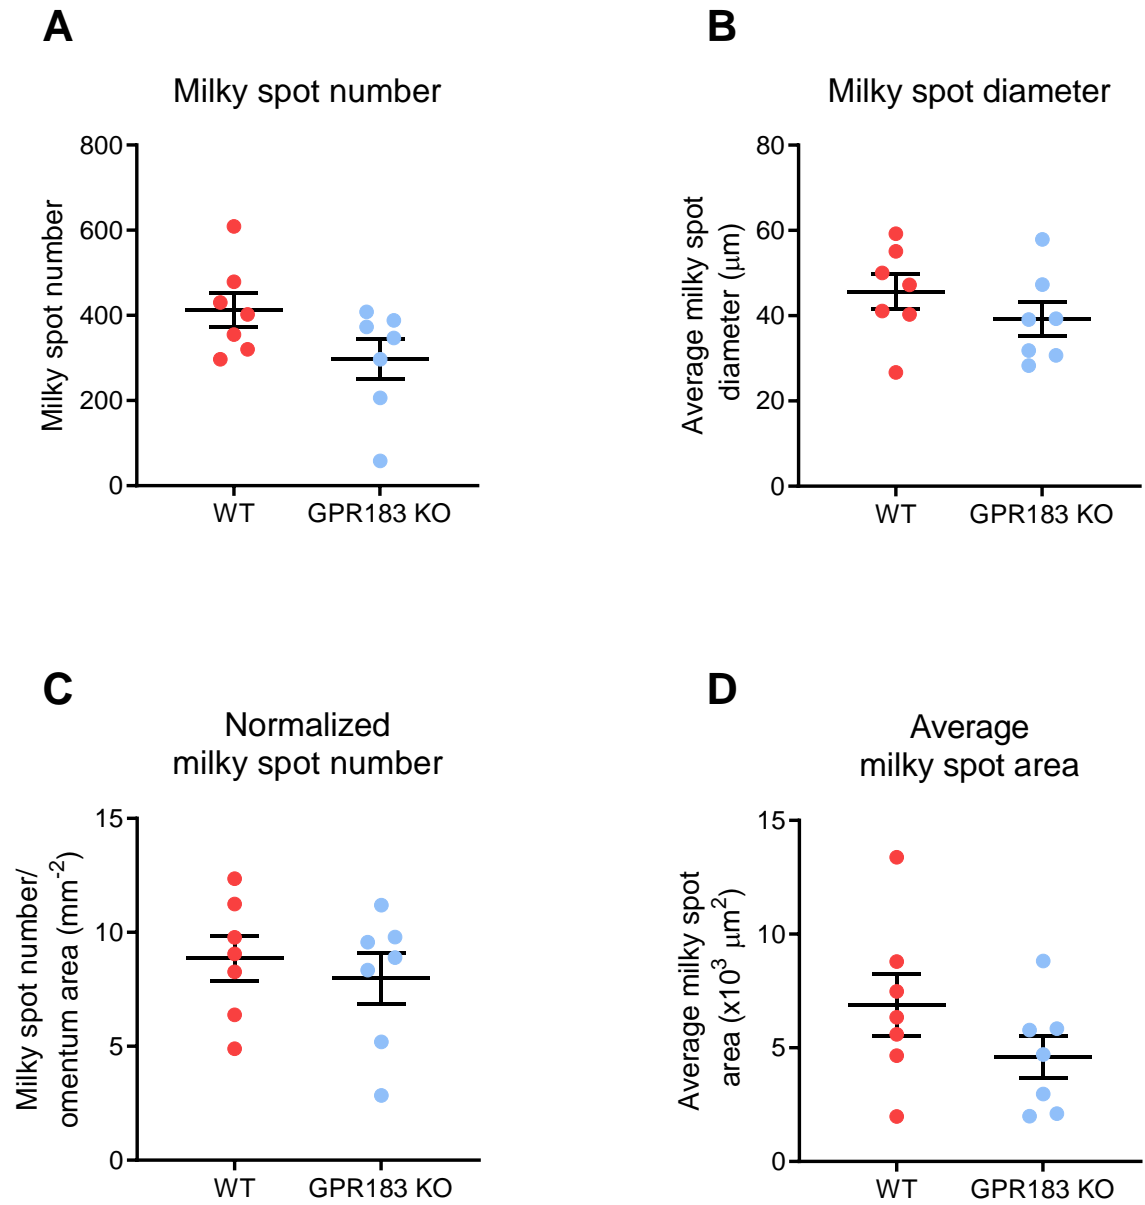 A
Milky spot number
800
600
400
200
0
Milky spot number
WT
GPR183 KO
B
Milky spot diameter
80
60
40
20
0
Average milky spot
diameter (μm)
WT
GPR183 KO
C
Normalized
milky spot number
15
10
5
0
Milky spot number/
omentum area (mm⁻²)
WT
GPR183 KO
D
Average
milky spot area
15
10
5
0
Average milky spot
area (x10³ μm²)
WT
GPR183 KO